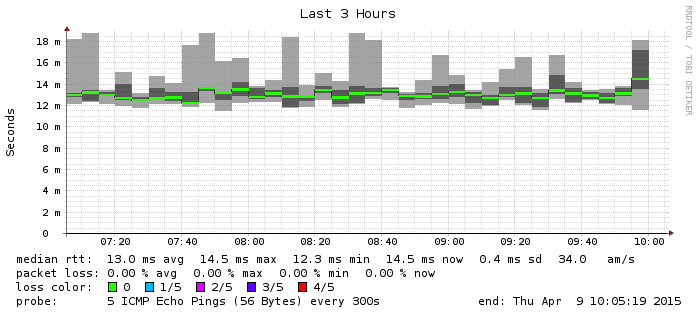 Last 3 Hours
RRDTOOL / TOBI OETIKER
Seconds
18 m
16 m
14 m
12 m
10 m
8 m
6 m
4 m
2 m
0
07:20 07:40 08:00 08:20 08:40 09:00 09:20 09:40 10:00
median rtt: 13.0 ms avg 14.5 ms max 12.3 ms min 14.5 ms now 0.4 ms sd 34.0 am/s
packet loss: 0.00 % avg 0.00 % max 0.00 % min 0.00 % now
loss color: 0 1/5 2/5 3/5 4/5
probe: 5 ICMP Echo Pings (56 Bytes) every 300s end: Thu Apr 9 10:05:19 2015